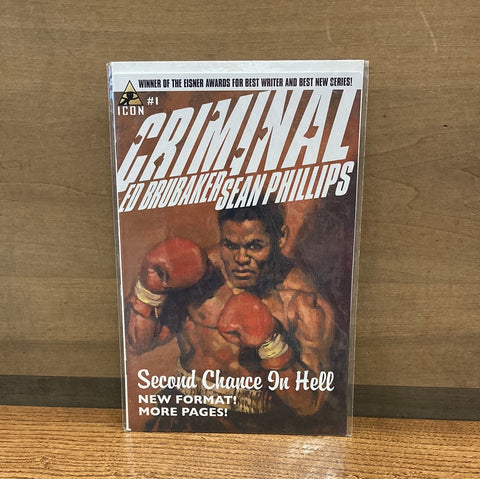 WINNER OF THE EISNER AWARDS FOR BEST WRITER AND BEST NEW SERIES!
ICON
#1
CRIMINAL
ED BRUBAKER SEAN PHILLIPS
Second Chance In Hell
NEW FORMAT!
MORE PAGES!